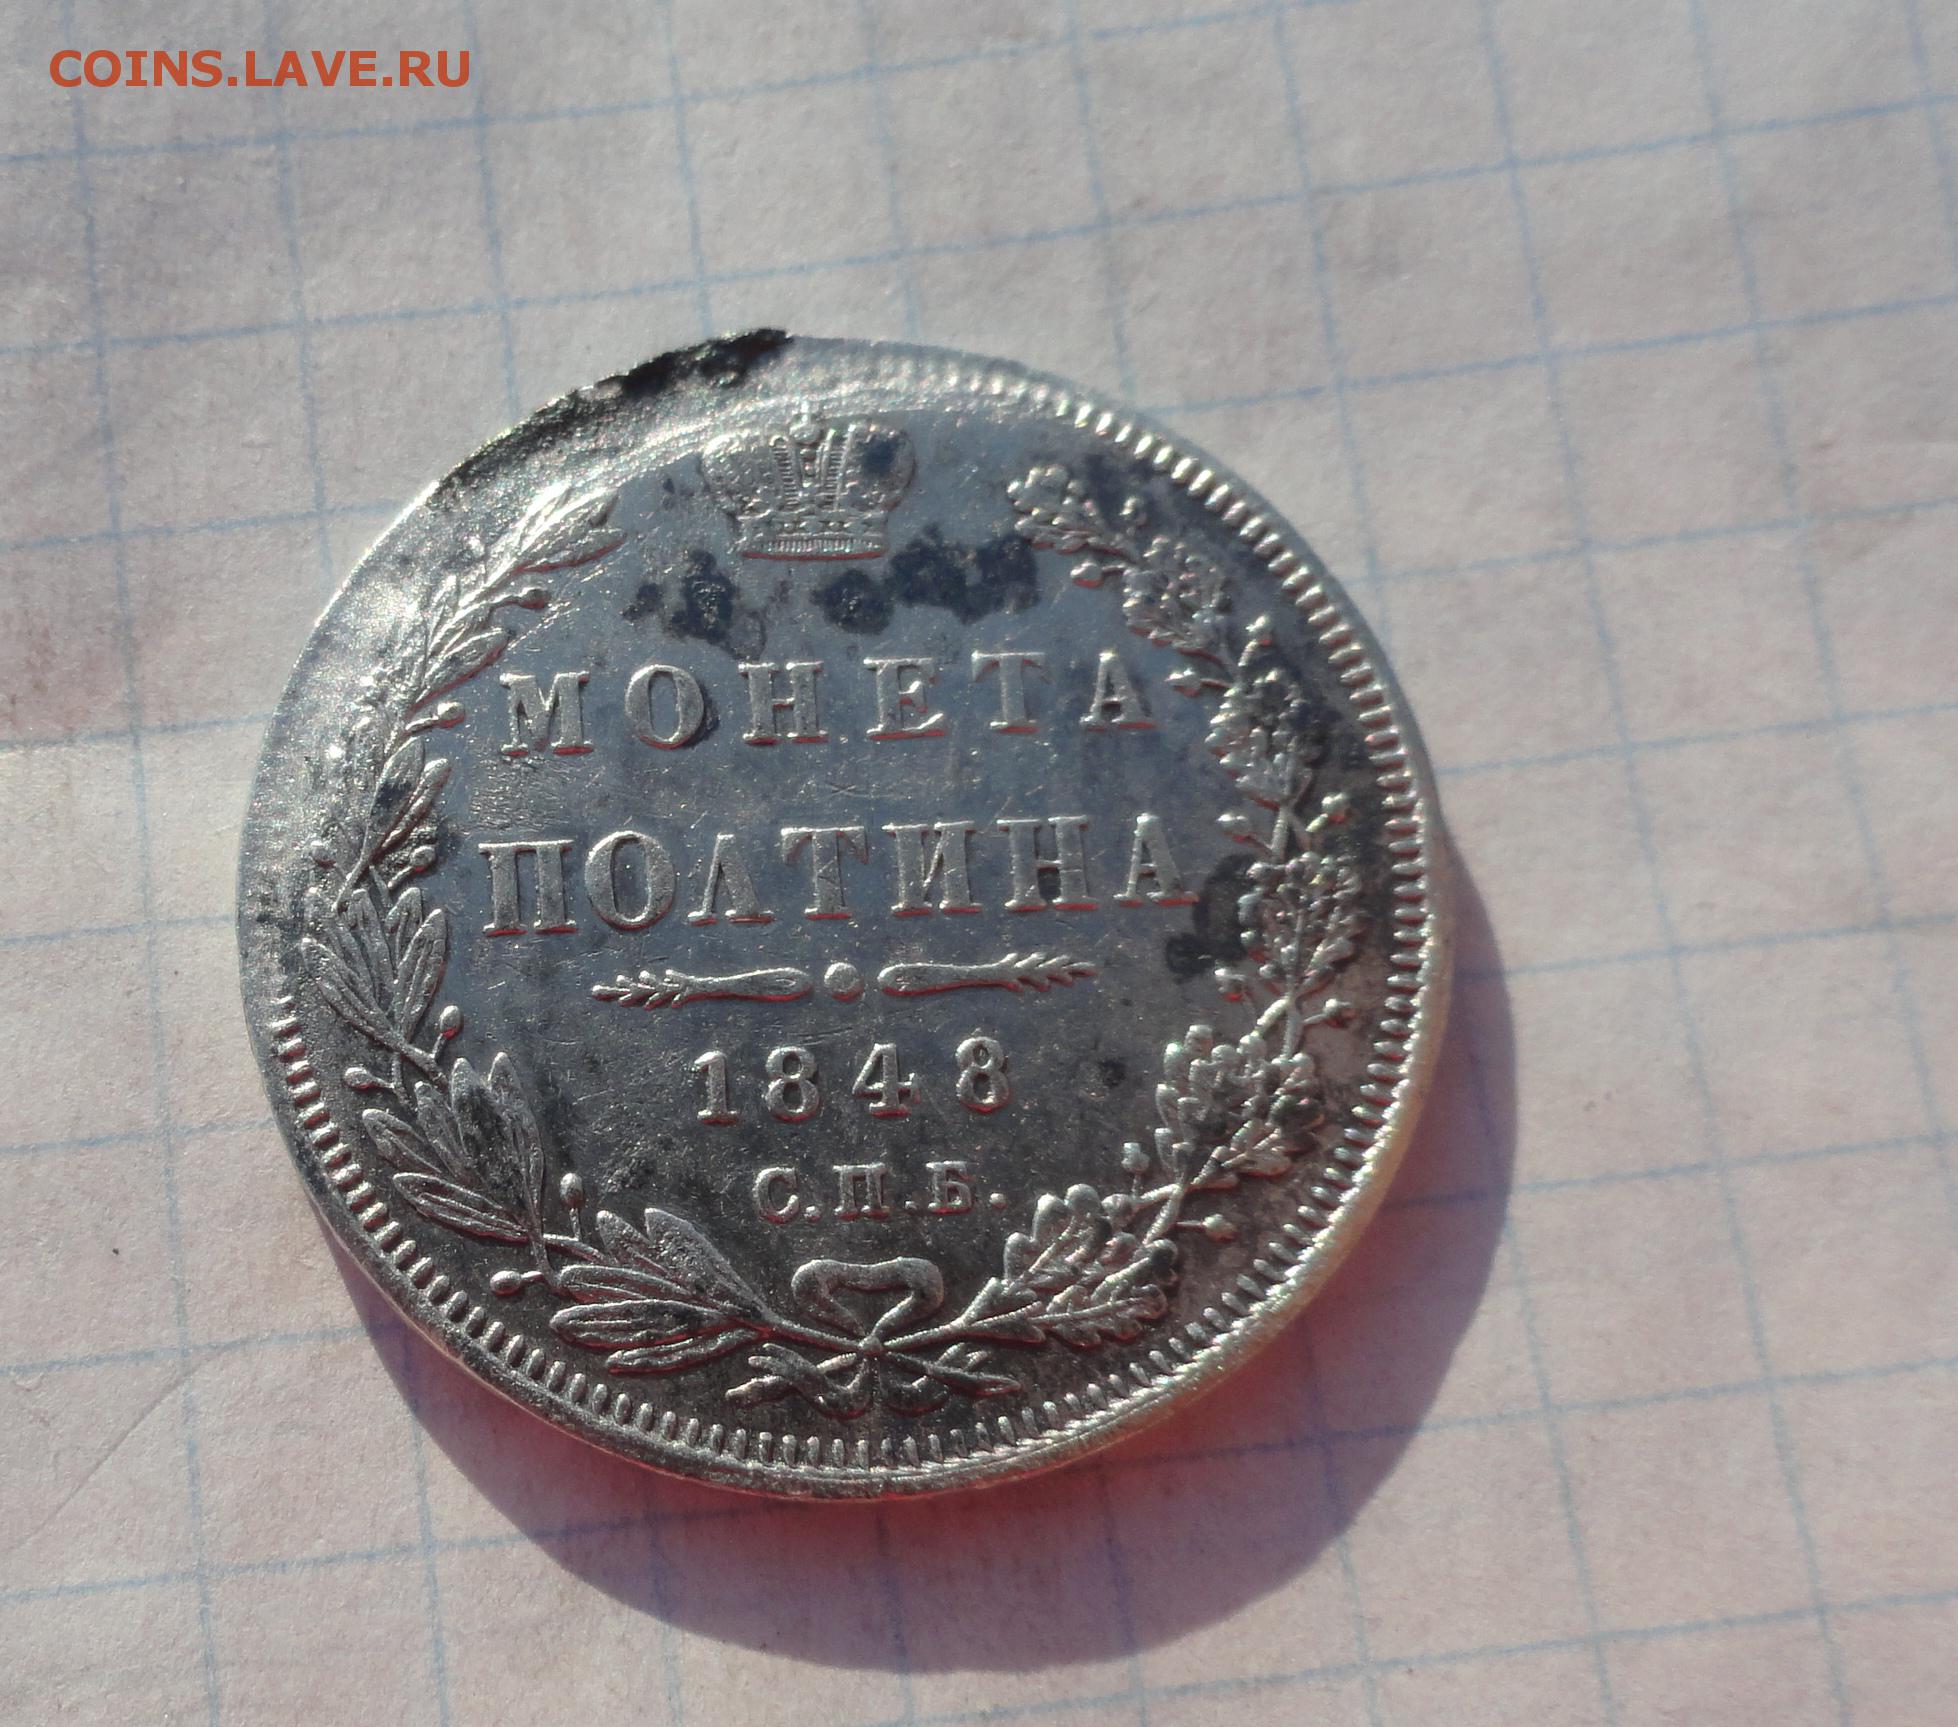 COINS.LAVE.RU
МОНЕТА
ПОЛТИНА
1848
С.П.Б.